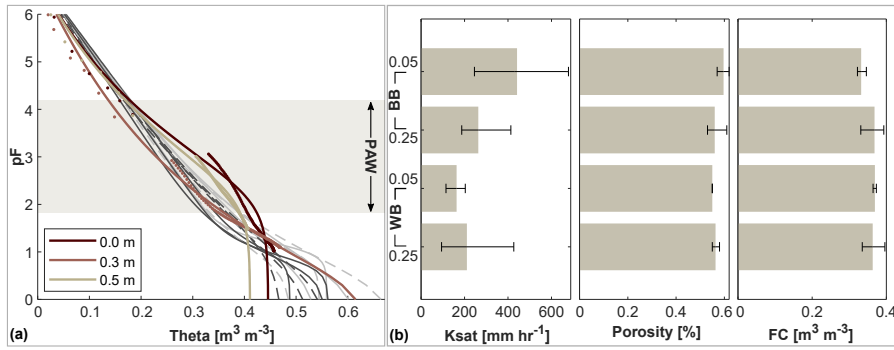 6
5
4
3
2
1
0
pF
PAW
0.0 m
0.3 m
0.5 m
0 0.1 0.2 0.3 0.4 0.5 0.6
(a)
Theta [m³ m⁻³]
0.05
BB
0.25
0.05
WB
0.25
0 200 400 600
(b)
Ksat [mm hr⁻¹]
0 0.2 0.4 0.6
Porosity [%]
0 0.2 0.4
FC [m³ m⁻³]